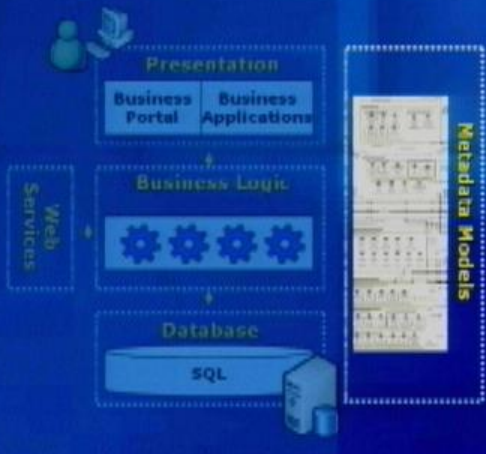 Presentation
Business Portal
Business Applications
Web Services
Business Logic
Database
SQL
Metadata Models